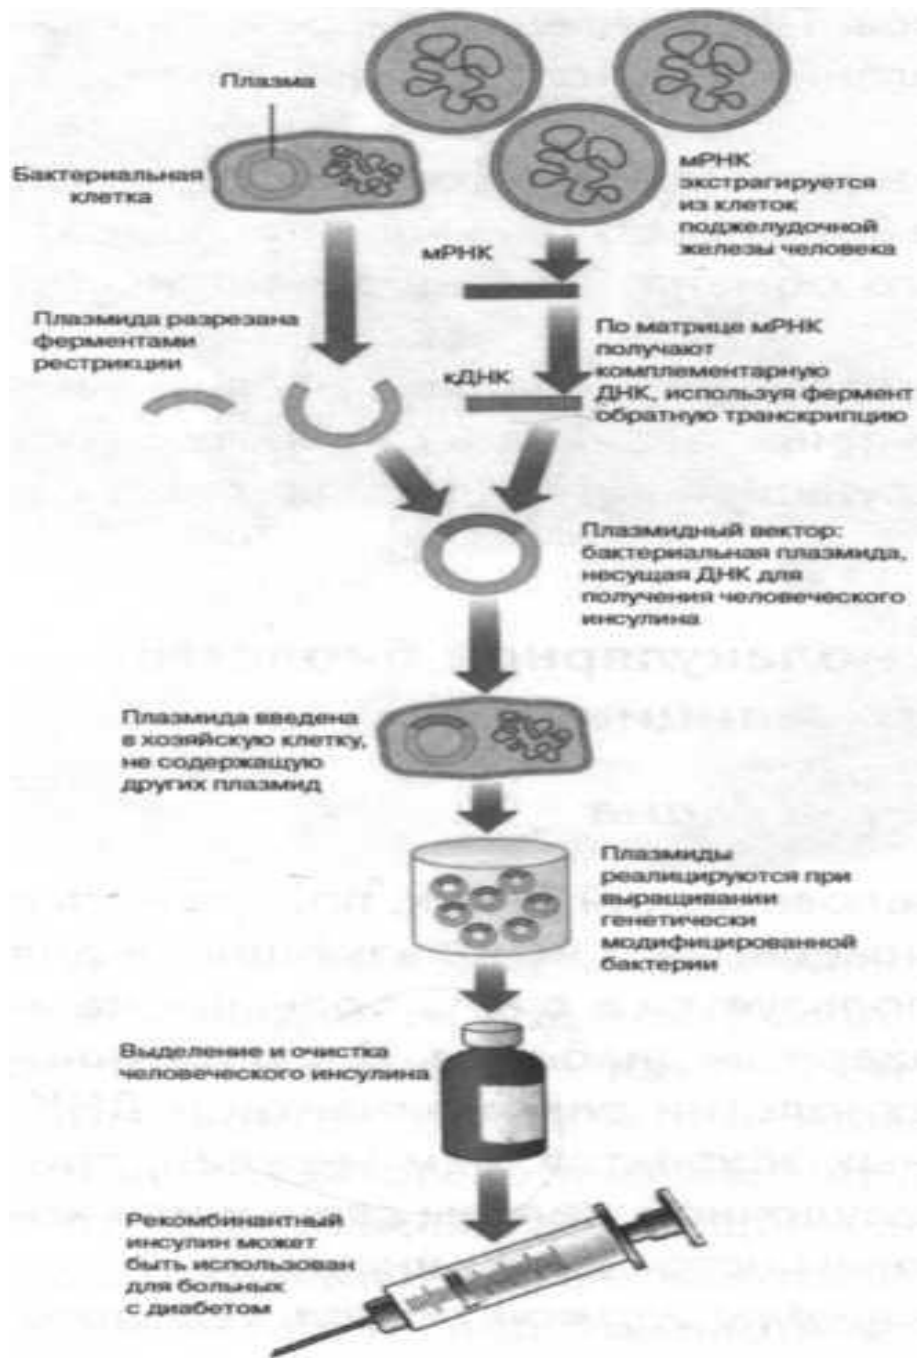 Плазма
Бактериальная
клетка
мРНК
экстрагируется
из клеток
поджелудочной
железы человека
мРНК
Плазмида разрезана
ферментами
рестрикции
По матрице мРНК
получают
комплементарную
ДНК, используя фермент
обратную транскрипцию
кДНК
Плазмидный вектор:
бактериальная плазмида,
несущая ДНК для
получения человеческого
инсулина
Плазмида введена
в хозяйскую клетку,
не содержащую
других плазмид
Плазмиды
реалицируются при
выращивании
генетически
модифицированной
бактерии
Выделение и очистка
человеческого инсулина
Рекомбинантный
инсулин может
быть использован
для больных
с диабетом